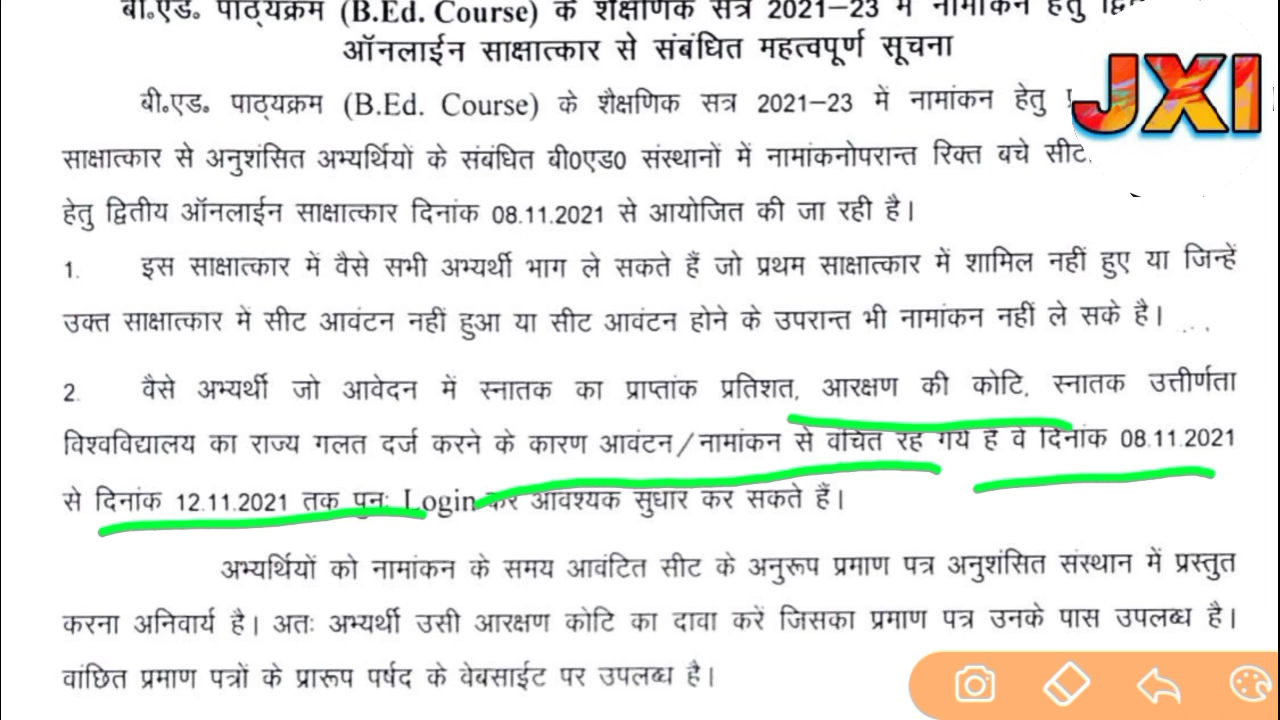 बी०एड० पाठ्यक्रम (B.Ed. Course) के शैक्षणिक सत्र 2021–23 में नामांकन हेतु
ऑनलाईन साक्षात्कार से संबंधित महत्वपूर्ण सूचना
JXI
बी०एड० पाठ्यक्रम (B.Ed. Course) के शैक्षणिक सत्र 2021–23 में नामांकन हेतु
साक्षात्कार से अनुशंसित अभ्यर्थियों के संबंधित बी0एड0 संस्थानों में नामांकनोपरान्त रिक्त बचे सीट
हेतु द्वितीय ऑनलाईन साक्षात्कार दिनांक 08.11.2021 से आयोजित की जा रही है।
1. इस साक्षात्कार में वैसे सभी अभ्यर्थी भाग ले सकते हैं जो प्रथम साक्षात्कार में शामिल नहीं हुए या जिन्हें
उक्त साक्षात्कार में सीट आवंटन नहीं हुआ या सीट आवंटन होने के उपरान्त भी नामांकन नहीं ले सके है।
2. वैसे अभ्यर्थी जो आवेदन में स्नातक का प्राप्तांक प्रतिशत, आरक्षण की कोटि, स्नातक उत्तीर्णता
विश्वविद्यालय का राज्य गलत दर्ज करने के कारण आवंटन/नामांकन से वंचित रह गये हैं वे दिनांक 08.11.2021
से दिनांक 12.11.2021 तक पुनः Login कर आवश्यक सुधार कर सकते हैं।
अभ्यर्थियों को नामांकन के समय आवंटित सीट के अनुरूप प्रमाण पत्र अनुशंसित संस्थान में प्रस्तुत
करना अनिवार्य है। अतः अभ्यर्थी उसी आरक्षण कोटि का दावा करें जिसका प्रमाण पत्र उनके पास उपलब्ध है।
वांछित प्रमाण पत्रों के प्रारूप पर्षद के वेबसाईट पर उपलब्ध है।